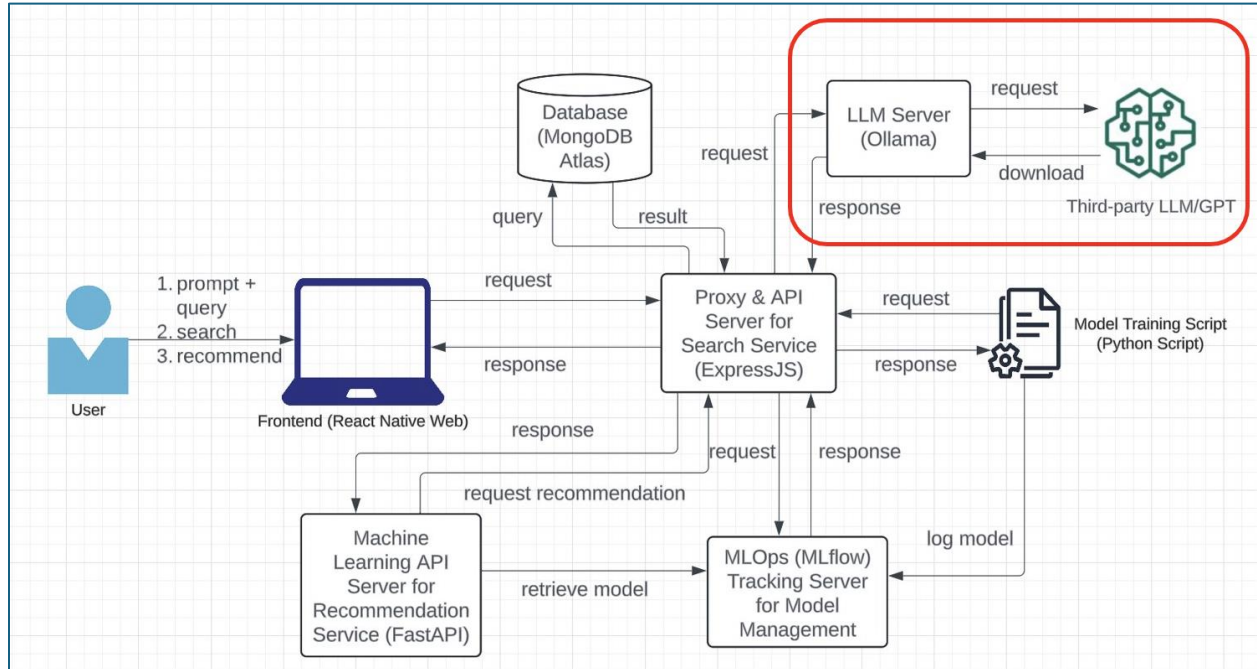 Database
(MongoDB
Atlas)
LLM Server
(Ollama)
request
download
Third-party LLM/GPT
request
response
query
result
1. prompt +
query
2. search
3. recommend
User
Frontend (React Native Web)
request
response
Proxy & API
Server for
Search Service
(ExpressJS)
request
response
Model Training Script
(Python Script)
response
request recommendation
request
response
log model
Machine
Learning API
Server for
Recommendation
Service (FastAPI)
retrieve model
MLOps (MLflow)
Tracking Server
for Model
Management